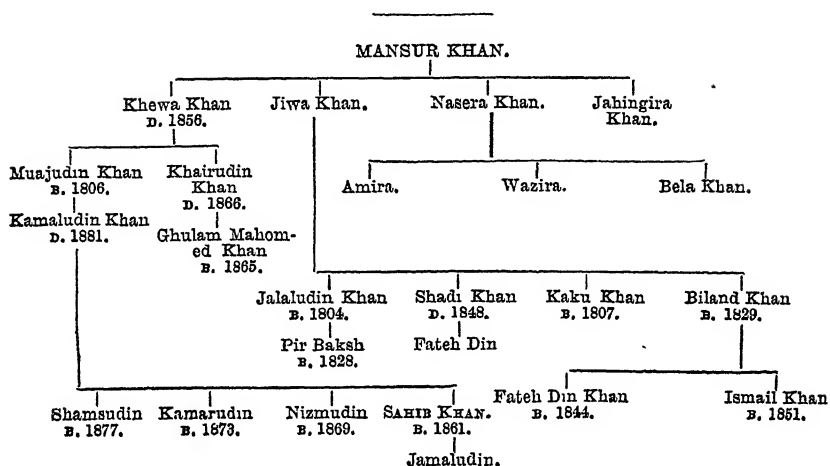 MANSUR KHAN.
Khewa Khan Jiwa Khan. Nasera Khan. Jahingira
D. 1856. Khan.
Muajudin Khan Khairudin
B. 1806. Khan
D. 1866.
Amira. Wazira. Bela Khan.
Kamaludin Khan
D. 1881.
Ghulam Mahom-
ed Khan
B. 1865.
Jalaludin Khan Shadi Khan Kaku Khan Biland Khan
B. 1804. D. 1848. B. 1807. B. 1829.
Pir Baksh Fateh Din
B. 1828.
Shamsudin Kamarudin Nizmudin SAHIB KHAN. Fateh Din Khan Ismail Khan
B. 1877. B. 1873. B. 1869. B. 1861. B. 1844. B. 1851.
Jamaludin.